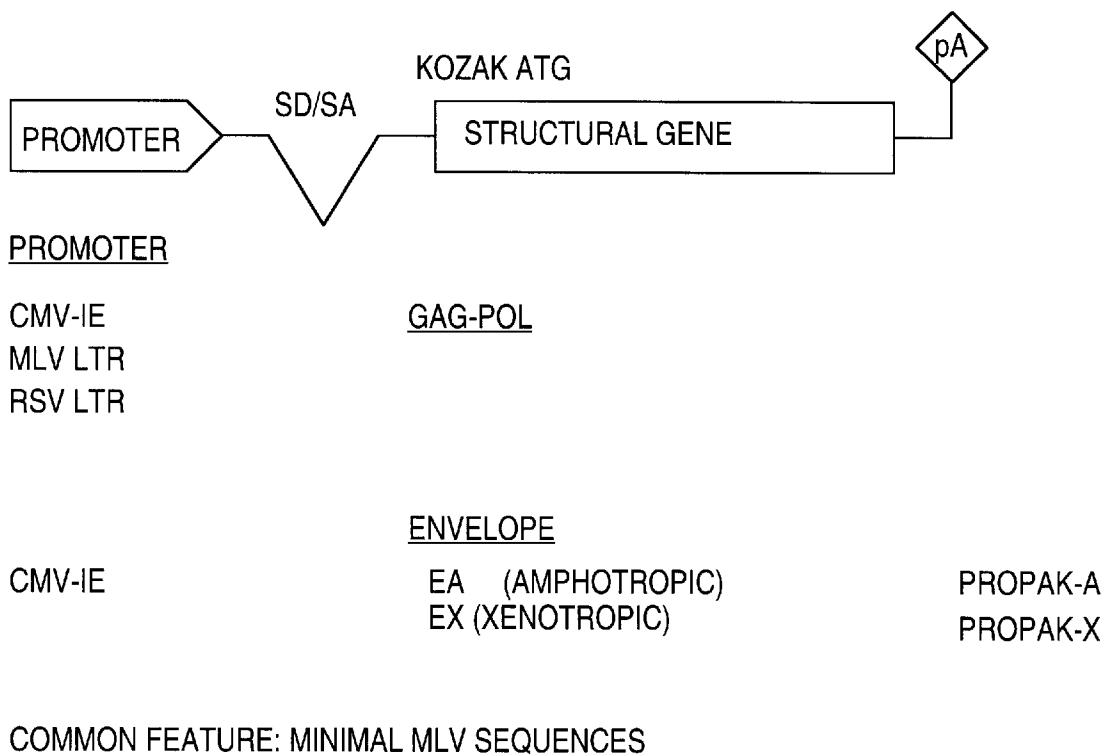 pA
KOZAK ATG
SD/SA
PROMOTER
STRUCTURAL GENE
PROMOTER
CMV-IE
GAG-POL
MLV LTR
RSV LTR
ENVELOPE
CMV-IE
EA (AMPHOTROPIC)
PROPAK-A
EX (XENOTROPIC)
PROPAK-X
COMMON FEATURE: MINIMAL MLV SEQUENCES